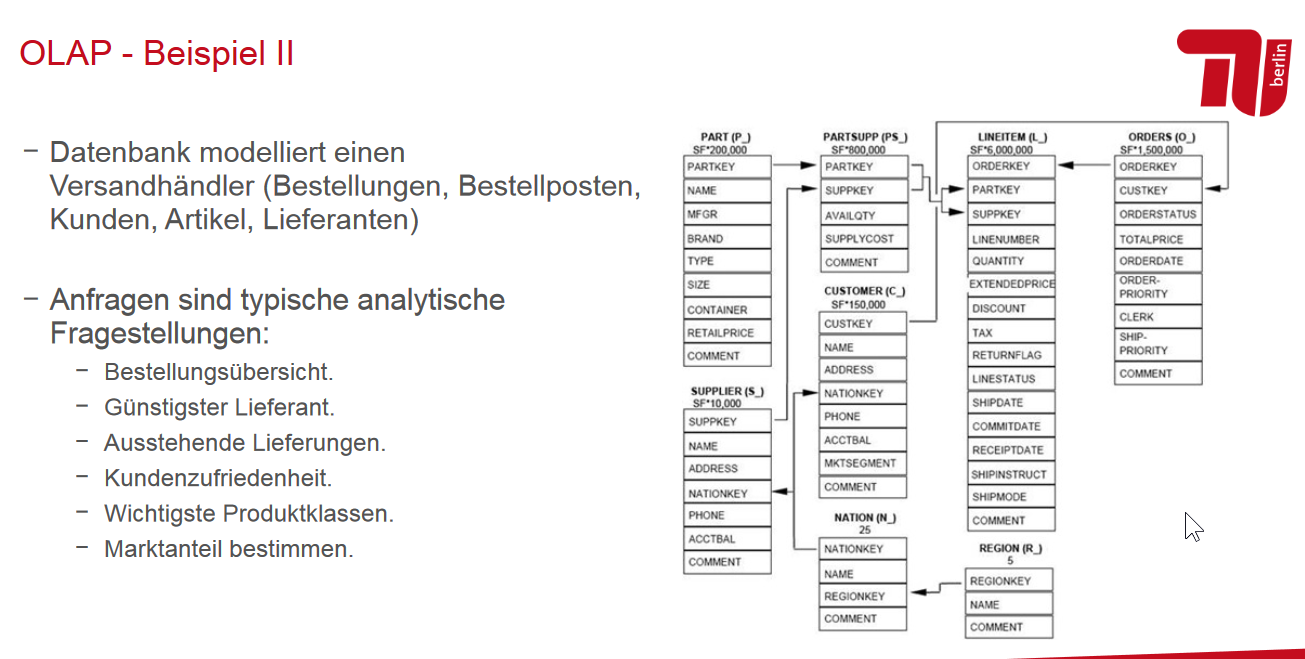 OLAP - Beispiel II
berlin
− Datenbank modelliert einen
Versandhändler (Bestellungen, Bestellposten,
Kunden, Artikel, Lieferanten)
− Anfragen sind typische analytische
Fragestellungen:
− Bestellungsübersicht.
− Günstigster Lieferant.
− Ausstehende Lieferungen.
− Kundenzufriedenheit.
− Wichtigste Produktklassen.
− Marktanteil bestimmen.
PART (P_)
SF*200,000
PARTKEY
NAME
MFGR
BRAND
TYPE
SIZE
CONTAINER
RETAILPRICE
COMMENT
SUPPLIER (S_)
SF*10,000
SUPPKEY
NAME
ADDRESS
NATIONKEY
PHONE
ACCTBAL
COMMENT
PARTSUPP (PS_)
SF*800,000
PARTKEY
SUPPKEY
AVAILQTY
SUPPLYCOST
COMMENT
CUSTOMER (C_)
SF*150,000
CUSTKEY
NAME
ADDRESS
NATIONKEY
PHONE
ACCTBAL
MKTSEGMENT
COMMENT
NATION (N_)
25
NATIONKEY
NAME
REGIONKEY
COMMENT
LINEITEM (L_)
SF*6,000,000
ORDERKEY
PARTKEY
SUPPKEY
LINENUMBER
QUANTITY
EXTENDEDPRICE
DISCOUNT
TAX
RETURNFLAG
LINESTATUS
SHIPDATE
COMMITDATE
RECEIPTDATE
SHIPINSTRUCT
SHIPMODE
COMMENT
REGION (R_)
5
REGIONKEY
NAME
COMMENT
ORDERS (O_)
SF*1,500,000
ORDERKEY
CUSTKEY
ORDERSTATUS
TOTALPRICE
ORDERDATE
ORDER-
PRIORITY
CLERK
SHIP-
PRIORITY
COMMENT